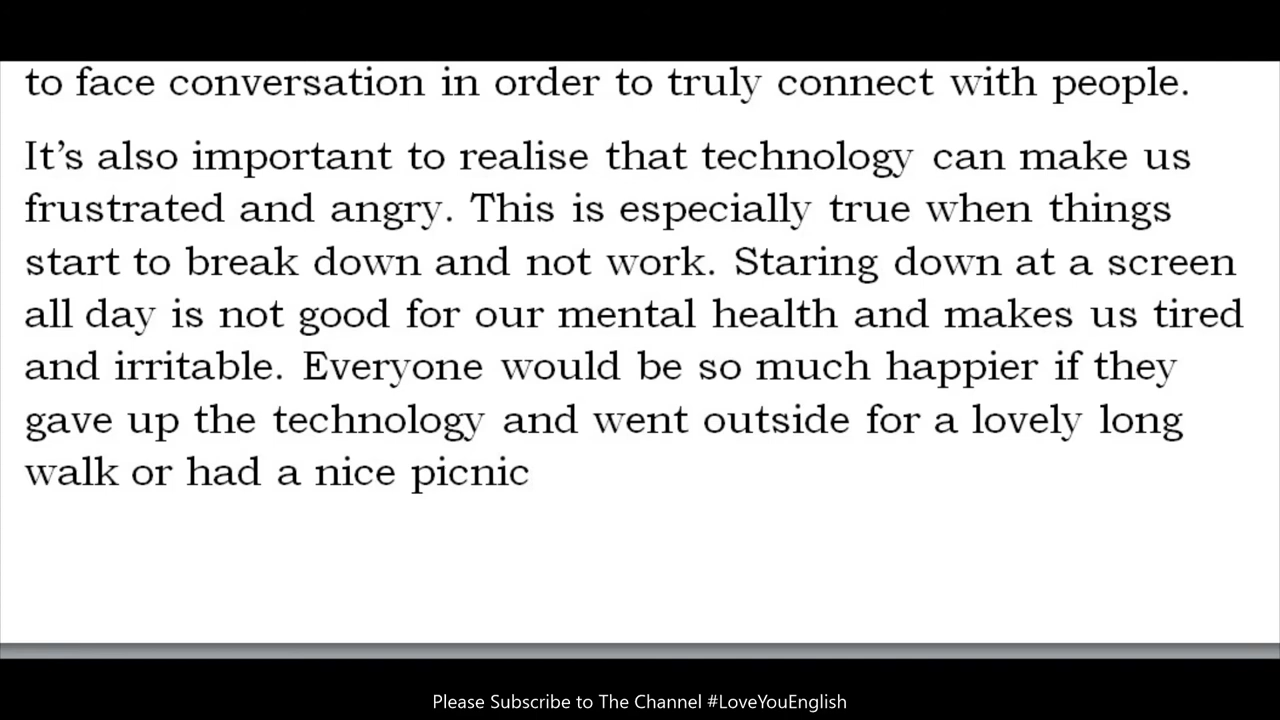 to face conversation in order to truly connect with people.
It's also important to realise that technology can make us
frustrated and angry. This is especially true when things
start to break down and not work. Staring down at a screen
all day is not good for our mental health and makes us tired
and irritable. Everyone would be so much happier if they
gave up the technology and went outside for a lovely long
walk or had a nice picnic
Please Subscribe to The Channel #LoveYouEnglish